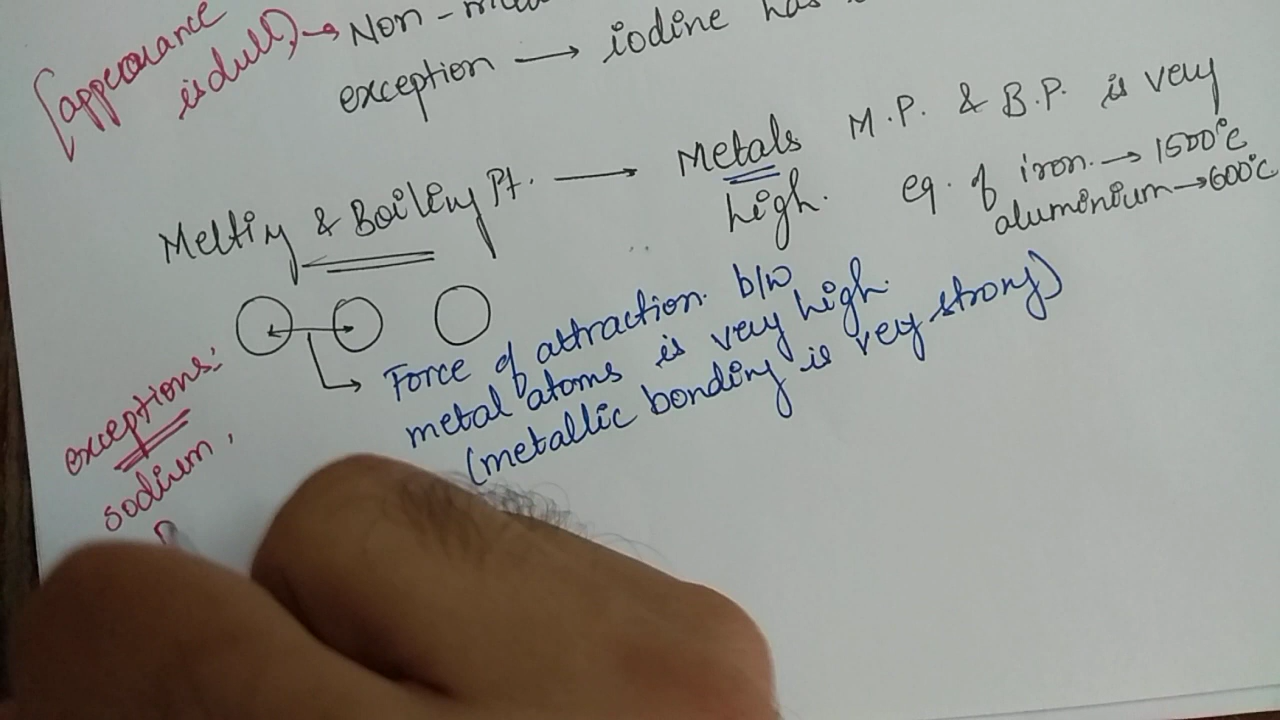 [appearance
is dull) → Non-
exception → iodine has
Melting & Boiling Pt. → Metals M.P. & B.P. is very
high. eg. of iron. → 1500°C
aluminium → 600°C
Force of attraction. b/w
metal atoms is very high.
(metallic bonding is very strong)
exceptions:
sodium,